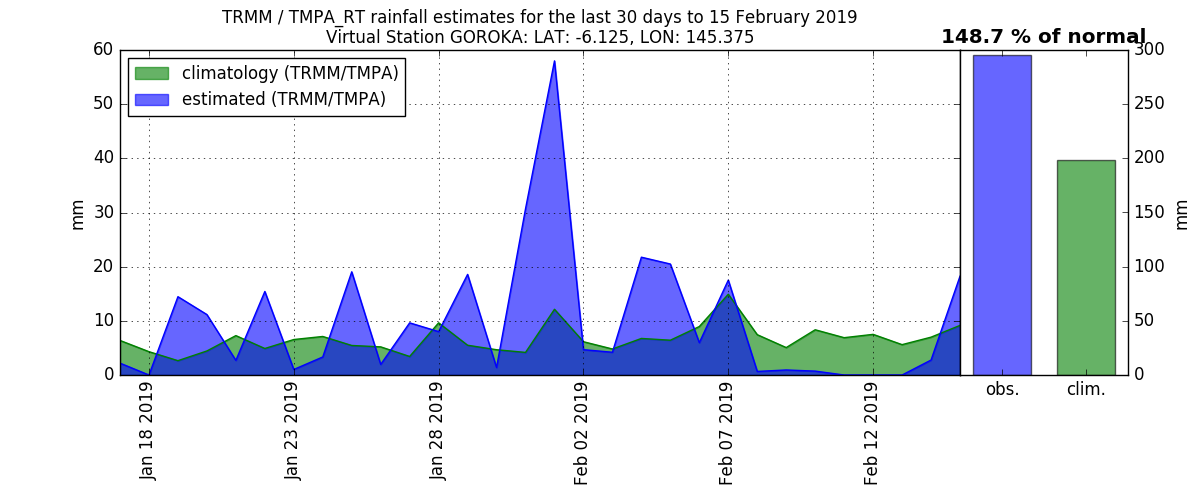 TRMM / TMPA_RT rainfall estimates for the last 30 days to 15 February 2019
Virtual Station GOROKA: LAT: -6.125, LON: 145.375
148.7 % of normal
climatology (TRMM/TMPA)
estimated (TRMM/TMPA)
60
50
40
30
20
10
0
mm
300
250
200
150
100
50
0
mm
Jan 18 2019
Jan 23 2019
Jan 28 2019
Feb 02 2019
Feb 07 2019
Feb 12 2019
obs.
clim.